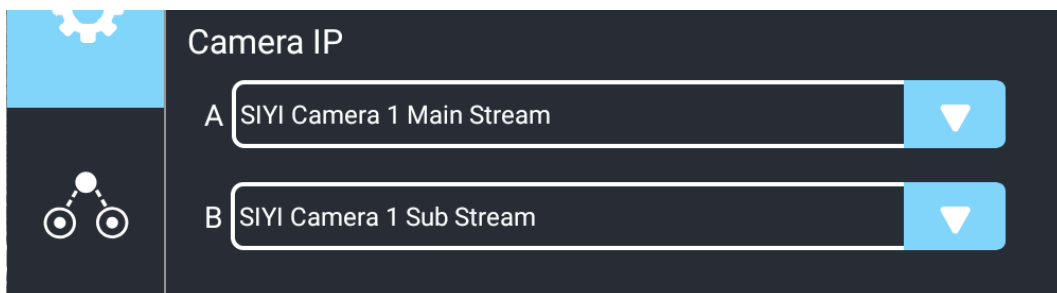 Camera IP
A SIYI Camera 1 Main Stream
B SIYI Camera 1 Sub Stream